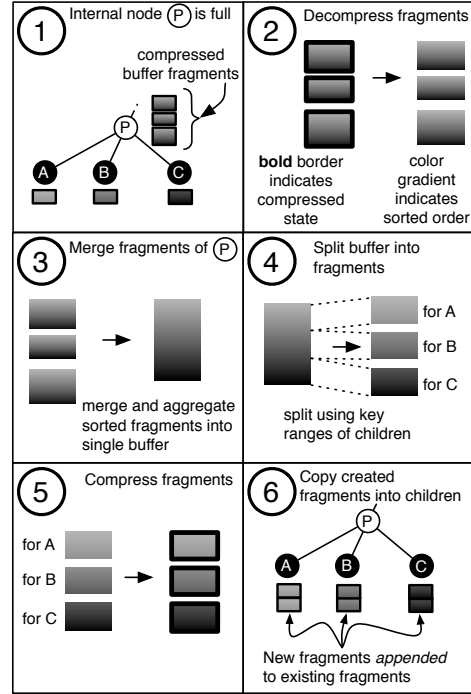 1
Internal node P is full
compressed
buffer fragments
P
A B C
2
Decompress fragments
bold border
indicates
compressed
state
color
gradient
indicates
sorted order
3
Merge fragments of P
merge and aggregate
sorted fragments into
single buffer
4
Split buffer into
fragments
for A
for B
for C
split using key
ranges of children
5
Compress fragments
for A
for B
for C
6
Copy created
fragments into children
P
A B C
New fragments appended
to existing fragments